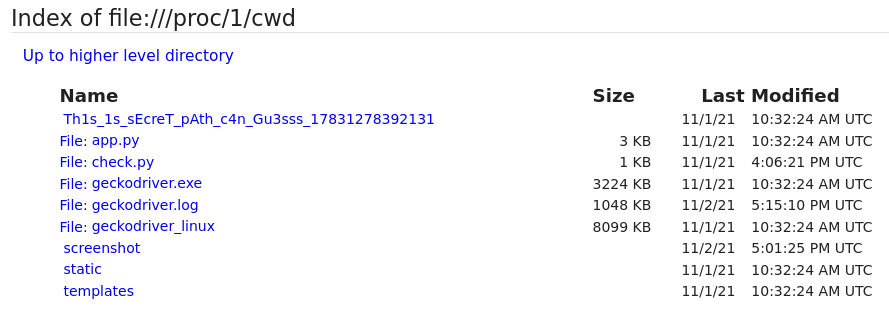 Index of file:///proc/1/cwd
Up to higher level directory
Name Size Last Modified
Th1s_1s_sEcreT_pAth_c4n_Gu3sss_17831278392131 11/1/21 10:32:24 AM UTC
File: app.py 3 KB 11/1/21 10:32:24 AM UTC
File: check.py 1 KB 11/1/21 4:06:21 PM UTC
File: geckodriver.exe 3224 KB 11/1/21 10:32:24 AM UTC
File: geckodriver.log 1048 KB 11/2/21 5:15:10 PM UTC
File: geckodriver_linux 8099 KB 11/1/21 10:32:24 AM UTC
screenshot 11/2/21 5:01:25 PM UTC
static 11/1/21 10:32:24 AM UTC
templates 11/1/21 10:32:24 AM UTC